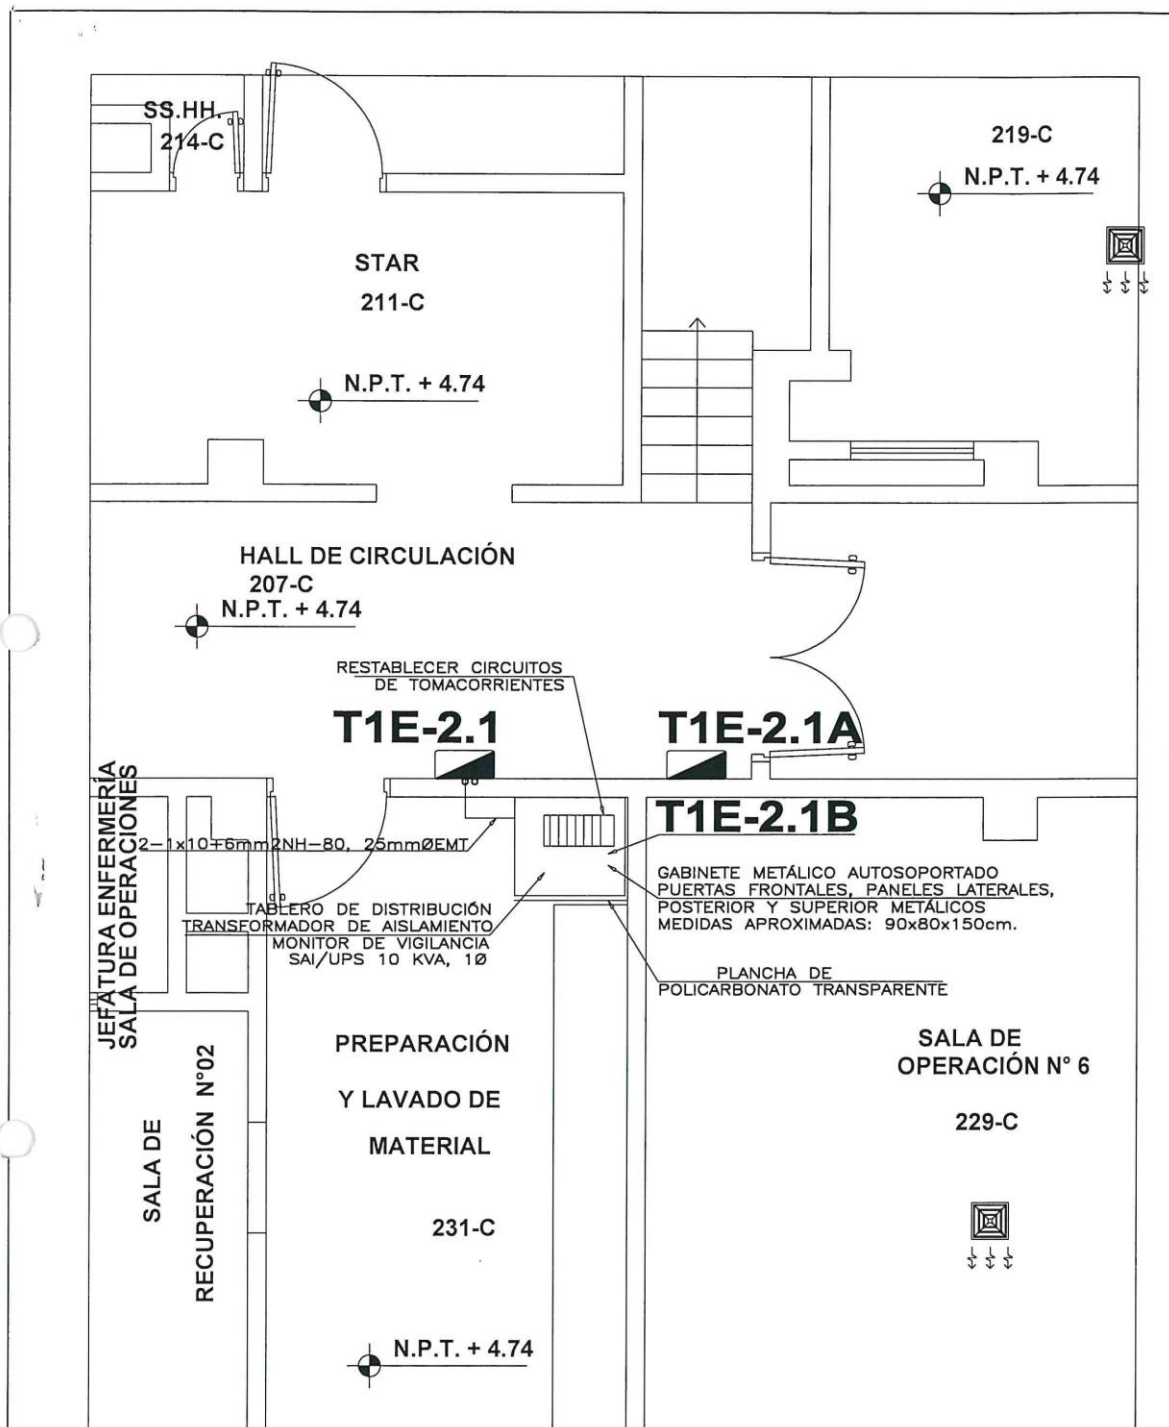 SS.HH.
214-C
219-C
N.P.T. + 4.74
STAR
211-C
N.P.T. + 4.74
HALL DE CIRCULACIÓN
207-C
N.P.T. + 4.74
RESTABLECER CIRCUITOS
DE TOMACORRIENTES
T1E-2.1
T1E-2.1A
JEFATURA ENFERMERÍA
SALA DE OPERACIONES
T1E-2.1B
2-1x10+6mm2NH-80, 25mmØEMT
GABINETE METÁLICO AUTOSOPORTADO
PUERTAS FRONTALES, PANELES LATERALES,
POSTERIOR Y SUPERIOR METÁLICOS
MEDIDAS APROXIMADAS: 90x80x150cm.
TABLERO DE DISTRIBUCIÓN
TRANSFORMADOR DE AISLAMIENTO
MONITOR DE VIGILANCIA
SAI/UPS 10 KVA, 1Ø
PLANCHA DE
POLICARBONATO TRANSPARENTE
PREPARACIÓN
Y LAVADO DE
MATERIAL
231-C
SALA DE
OPERACIÓN N° 6
229-C
SALA DE
RECUPERACIÓN N°02
N.P.T. + 4.74